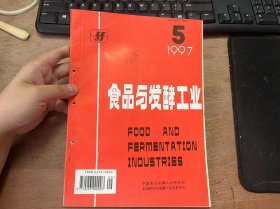 5
1997
食品与发酵工业
FOOD AND
FERMENTATION
INDUSTRIES